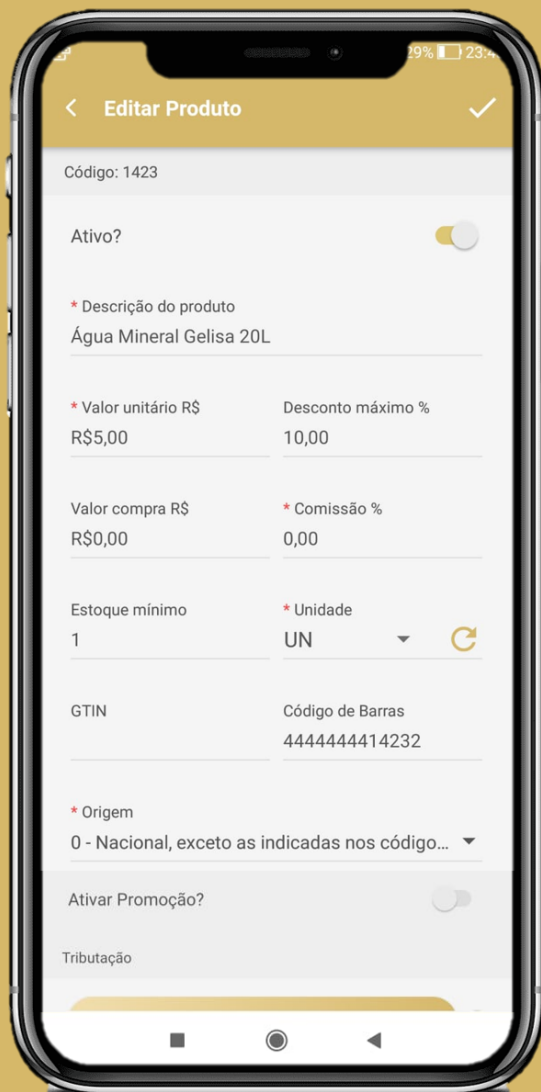 29% 23:4
Editar Produto
Código: 1423
Ativo?
* Descrição do produto
Água Mineral Gelisa 20L
* Valor unitário R$ Desconto máximo %
R$5,00 10,00
Valor compra R$ * Comissão %
R$0,00 0,00
Estoque mínimo * Unidade
1 UN
GTIN Código de Barras
4444444414232
* Origem
0 - Nacional, exceto as indicadas nos código...
Ativar Promoção?
Tributação